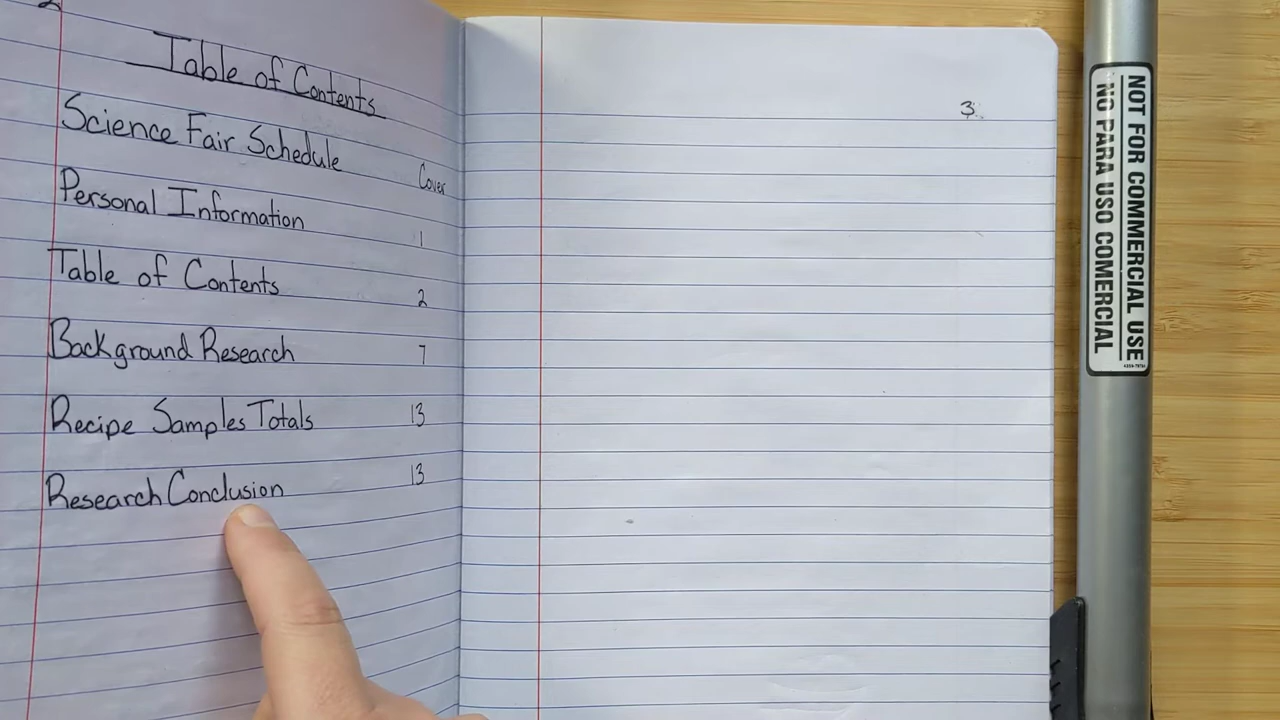 2
Table of Contents
Science Fair Schedule Cover
Personal Information 1
Table of Contents 2
Background Research 7
Recipe Samples Totals 13
Research Conclusion 13
3
NOT FOR COMMERCIAL USE
NO PARA USO COMERCIAL